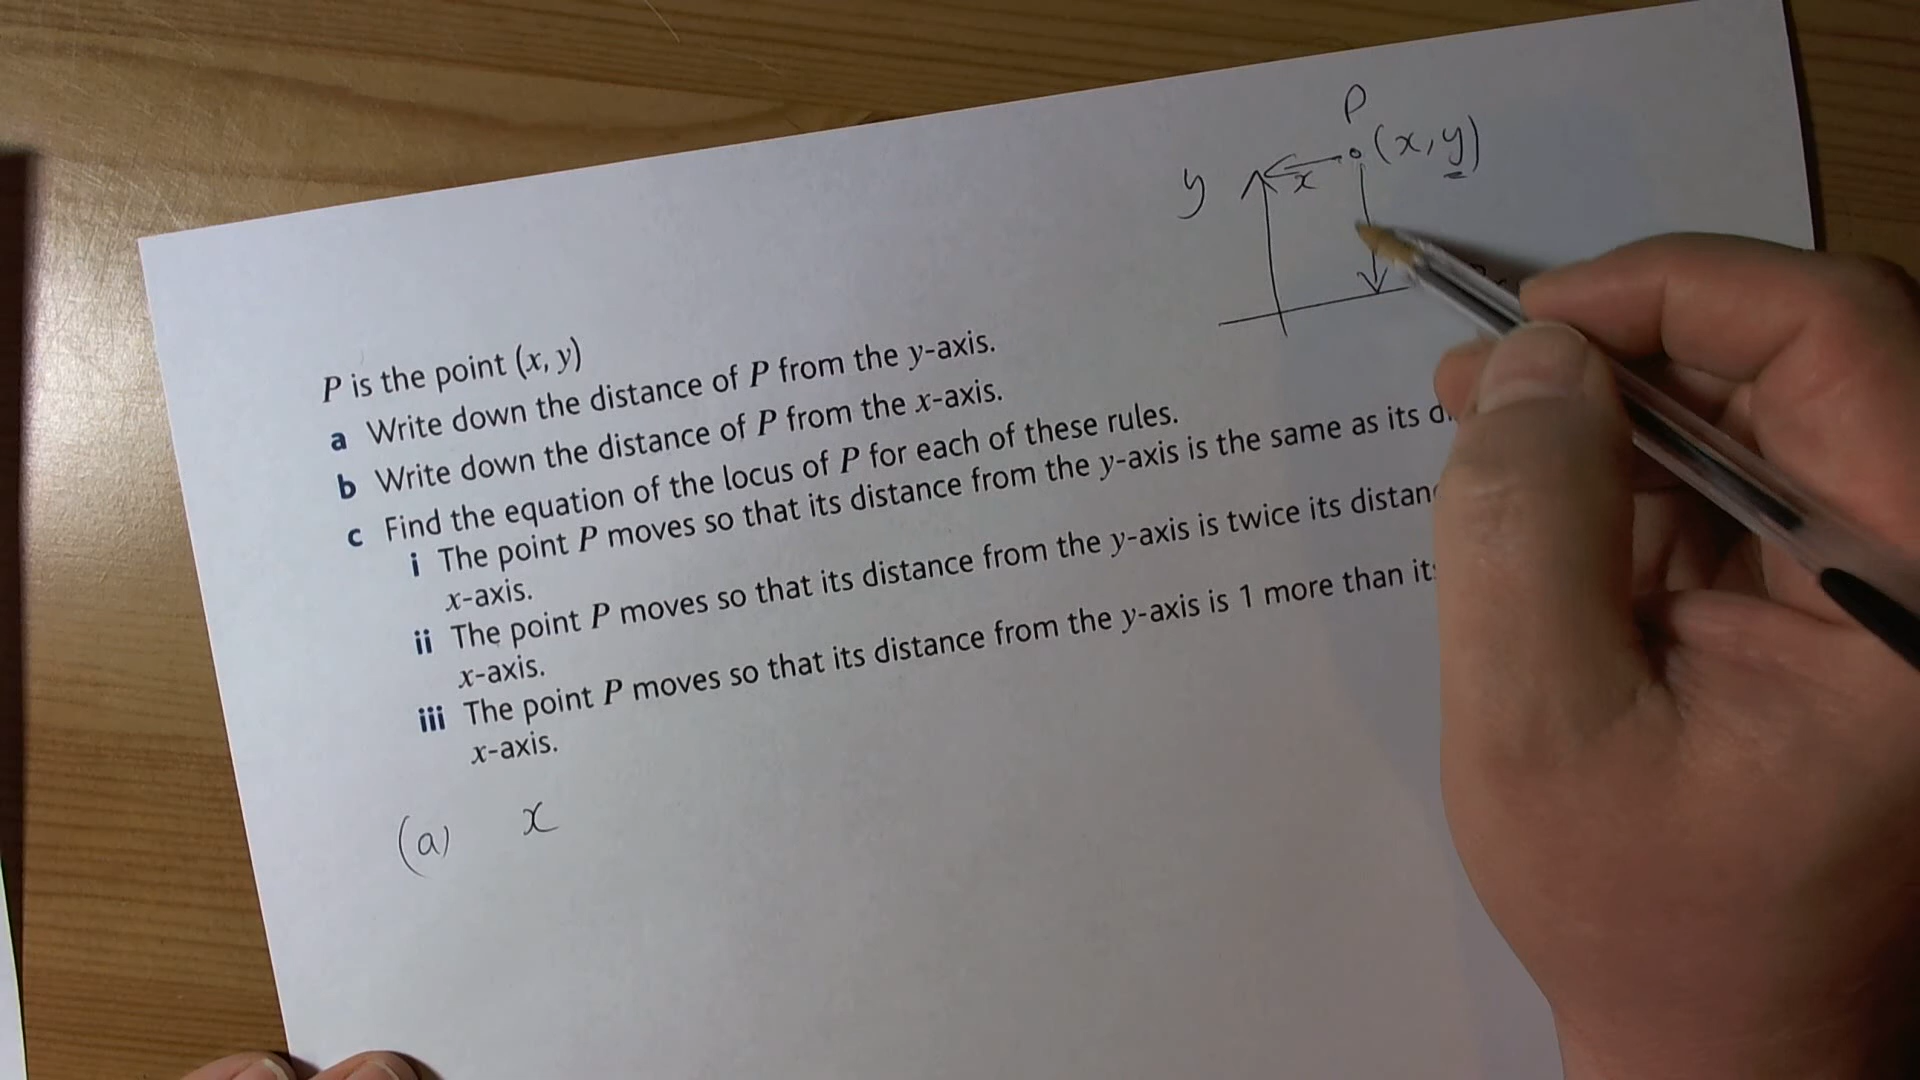 P
(x, y)
y
x
P is the point (x, y)
a Write down the distance of P from the y-axis.
b Write down the distance of P from the x-axis.
c Find the equation of the locus of P for each of these rules.
i The point P moves so that its distance from the y-axis is the same as its
x-axis.
ii The point P moves so that its distance from the y-axis is twice its
x-axis.
iii The point P moves so that its distance from the y-axis is 1 more than
x-axis.
(a) x